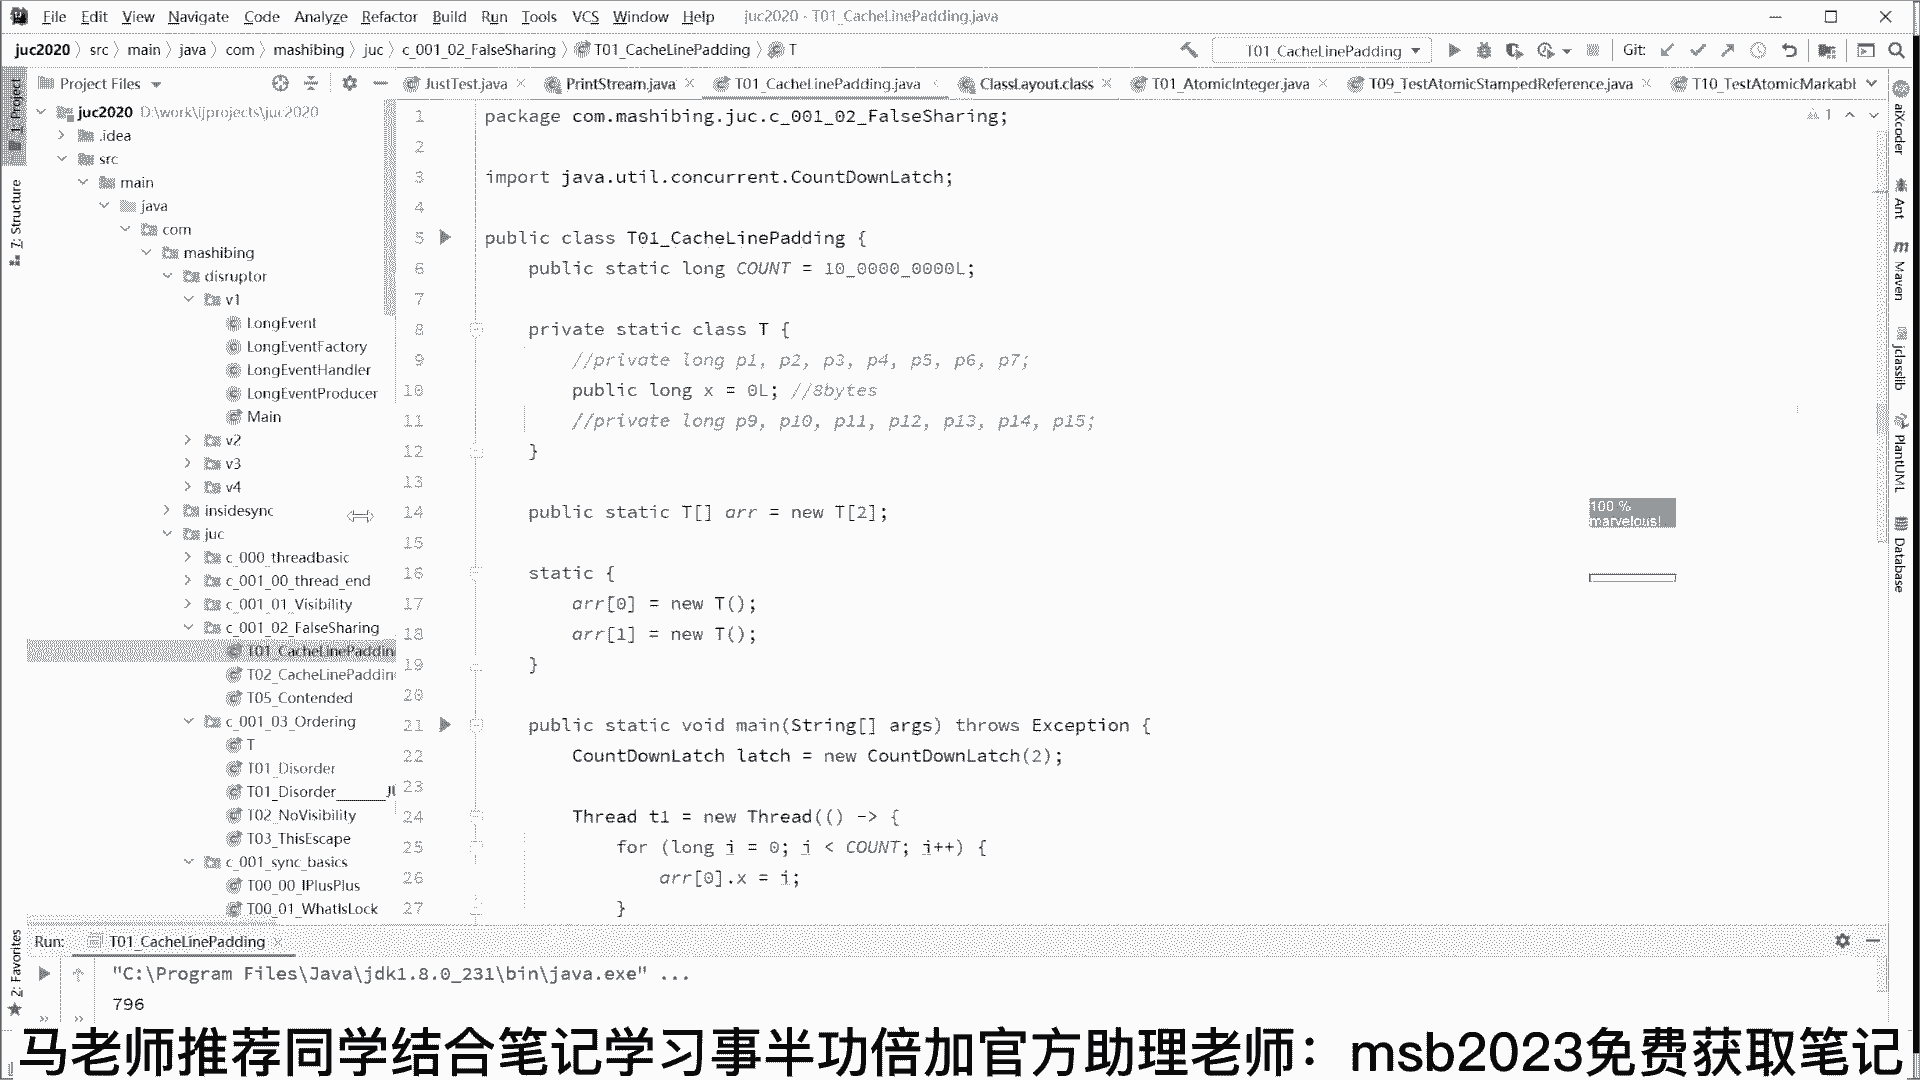 File Edit View Navigate Code Analyze Refactor Build Run Tools VCS Window Help juc2020 - T01_CacheLinePadding.java
juc2020 src main java com mashibing juc c_001_02_FalseSharing T01_CacheLinePadding T
T01_CacheLinePadding Git:
Project Files
JustTest.java PrintStream.java T01_CacheLinePadding.java ClassLayout.class T01_AtomicInteger.java T09_TestAtomicStampedReference.java T10_TestAtomicMarkabl
1: Project
7: Structure
2: Favorites
juc2020 D:\work\ijprojects\juc2020
.idea
src
main
java
com
mashibing
disruptor
v1
LongEvent
LongEventFactory
LongEventHandler
LongEventProducer
Main
v2
v3
v4
insidesync
juc
c_000_threadbasic
c_001_00_thread_end
c_001_01_Visibility
c_001_02_FalseSharing
T01_CacheLinePaddin
T02_CacheLinePaddin
T05_Contended
c_001_03_Ordering
T
T01_Disorder
T01_Disorder
T02_NoVisibility
T03_ThisEscape
c_001_sync_basics
T00_00_IPlusPlus
T00_01_WhatIsLock
1 package com.mashibing.juc.c_001_02_FalseSharing;
2
3 import java.util.concurrent.CountDownLatch;
4
5 public class T01_CacheLinePadding {
6 public static long COUNT = 10_0000_0000L;
7
8 private static class T {
9 //private long p1, p2, p3, p4, p5, p6, p7;
10 public long x = 0L; //8bytes
11 //private long p9, p10, p11, p12, p13, p14, p15;
12 }
13
14 public static T[] arr = new T[2];
15
16 static {
17 arr[0] = new T();
18 arr[1] = new T();
19 }
20
21 public static void main(String[] args) throws Exception {
22 CountDownLatch latch = new CountDownLatch(2);
23
24 Thread t1 = new Thread(() -> {
25 for (long i = 0; i < COUNT; i++) {
26 arr[0].x = i;
27 }
1
100 %
marvelous!
aiXcoder
Ant
Maven
jclasslib
PlantUML
Database
Run: T01_CacheLinePadding
"C:\Program Files\Java\jdk1.8.0_231\bin\java.exe" ...
796
马老师推荐同学结合笔记学习事半功倍加官方助理老师：msb2023免费获取笔记